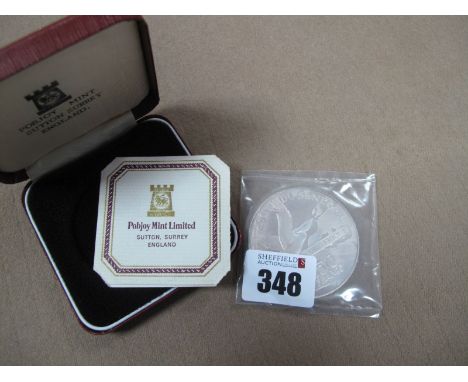 POBJOY MINT
SUTTON SURREY
ENGLAND.
Pobjoy Mint Limited
SUTTON, SURREY
ENGLAND
SHEFFIELD
AUCTION
S
348